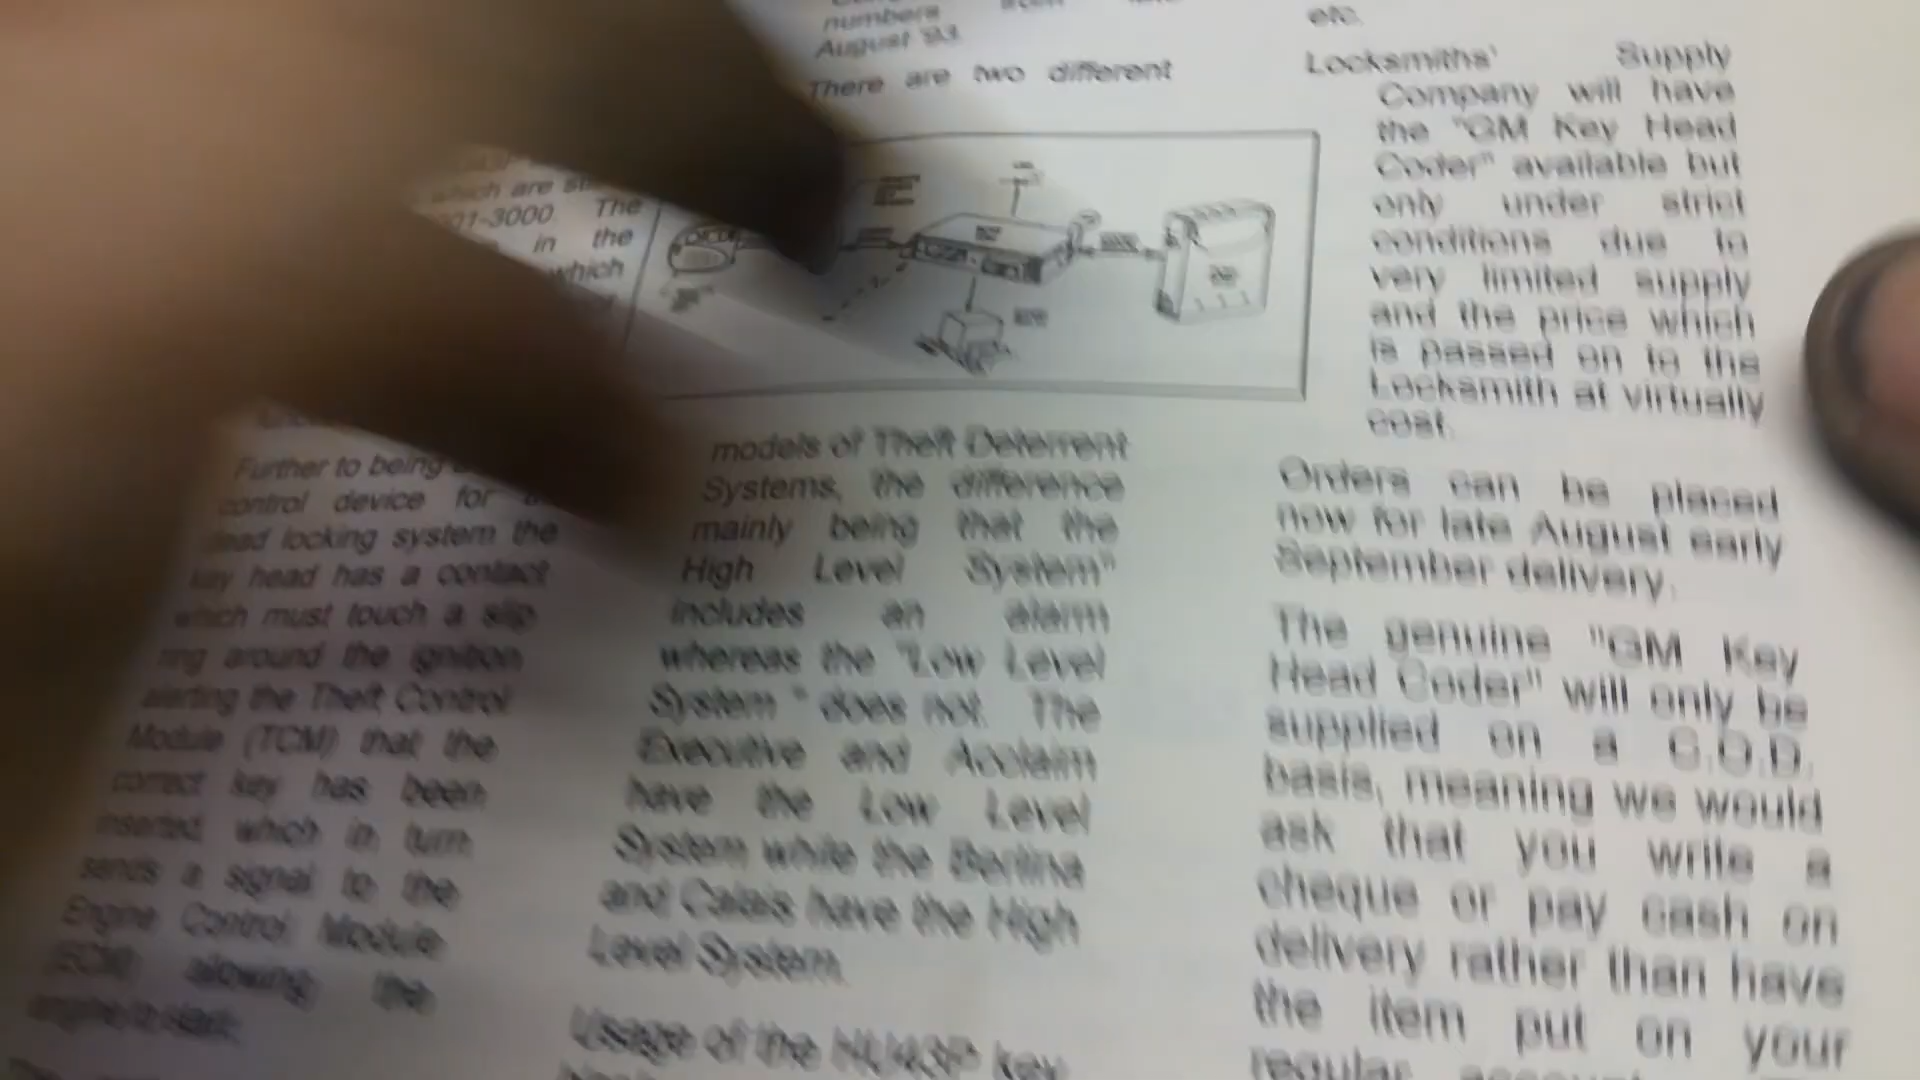 which are
-3000. The
in the
which
Further to being
control device for
dead locking system the
key head has a contact
which must touch a slip
ring around the ignition
alerting the Theft Control
Module (TCM) that the
correct key has been
inserted, which in turn
sends a signal to the
Engine Control Module
(ECM) alowing the
engine to start.
numbers from
August '93.
There are two different
models of Theft Deterrent
Systems, the difference
mainly being that the
High Level System"
includes an alarm
whereas the "Low Level
System " does not. The
Executive and Acclaim
have the Low Level
System while the Berlina
and Calais have the High
Level System.
Usage of the HU43P key
etc.
Locksmiths' Supply
Company will have
the "GM Key Head
Coder" available but
only under strict
conditions due to
very limited supply
and the price which
is passed on to the
Locksmith at virtually
cost.
Orders can be placed
now for late August early
September delivery.
The genuine "GM Key
Head Coder" will only be
supplied on a C.O.D.
basis, meaning we would
ask that you write a
cheque or pay cash on
delivery rather than have
the item put on your
regular account